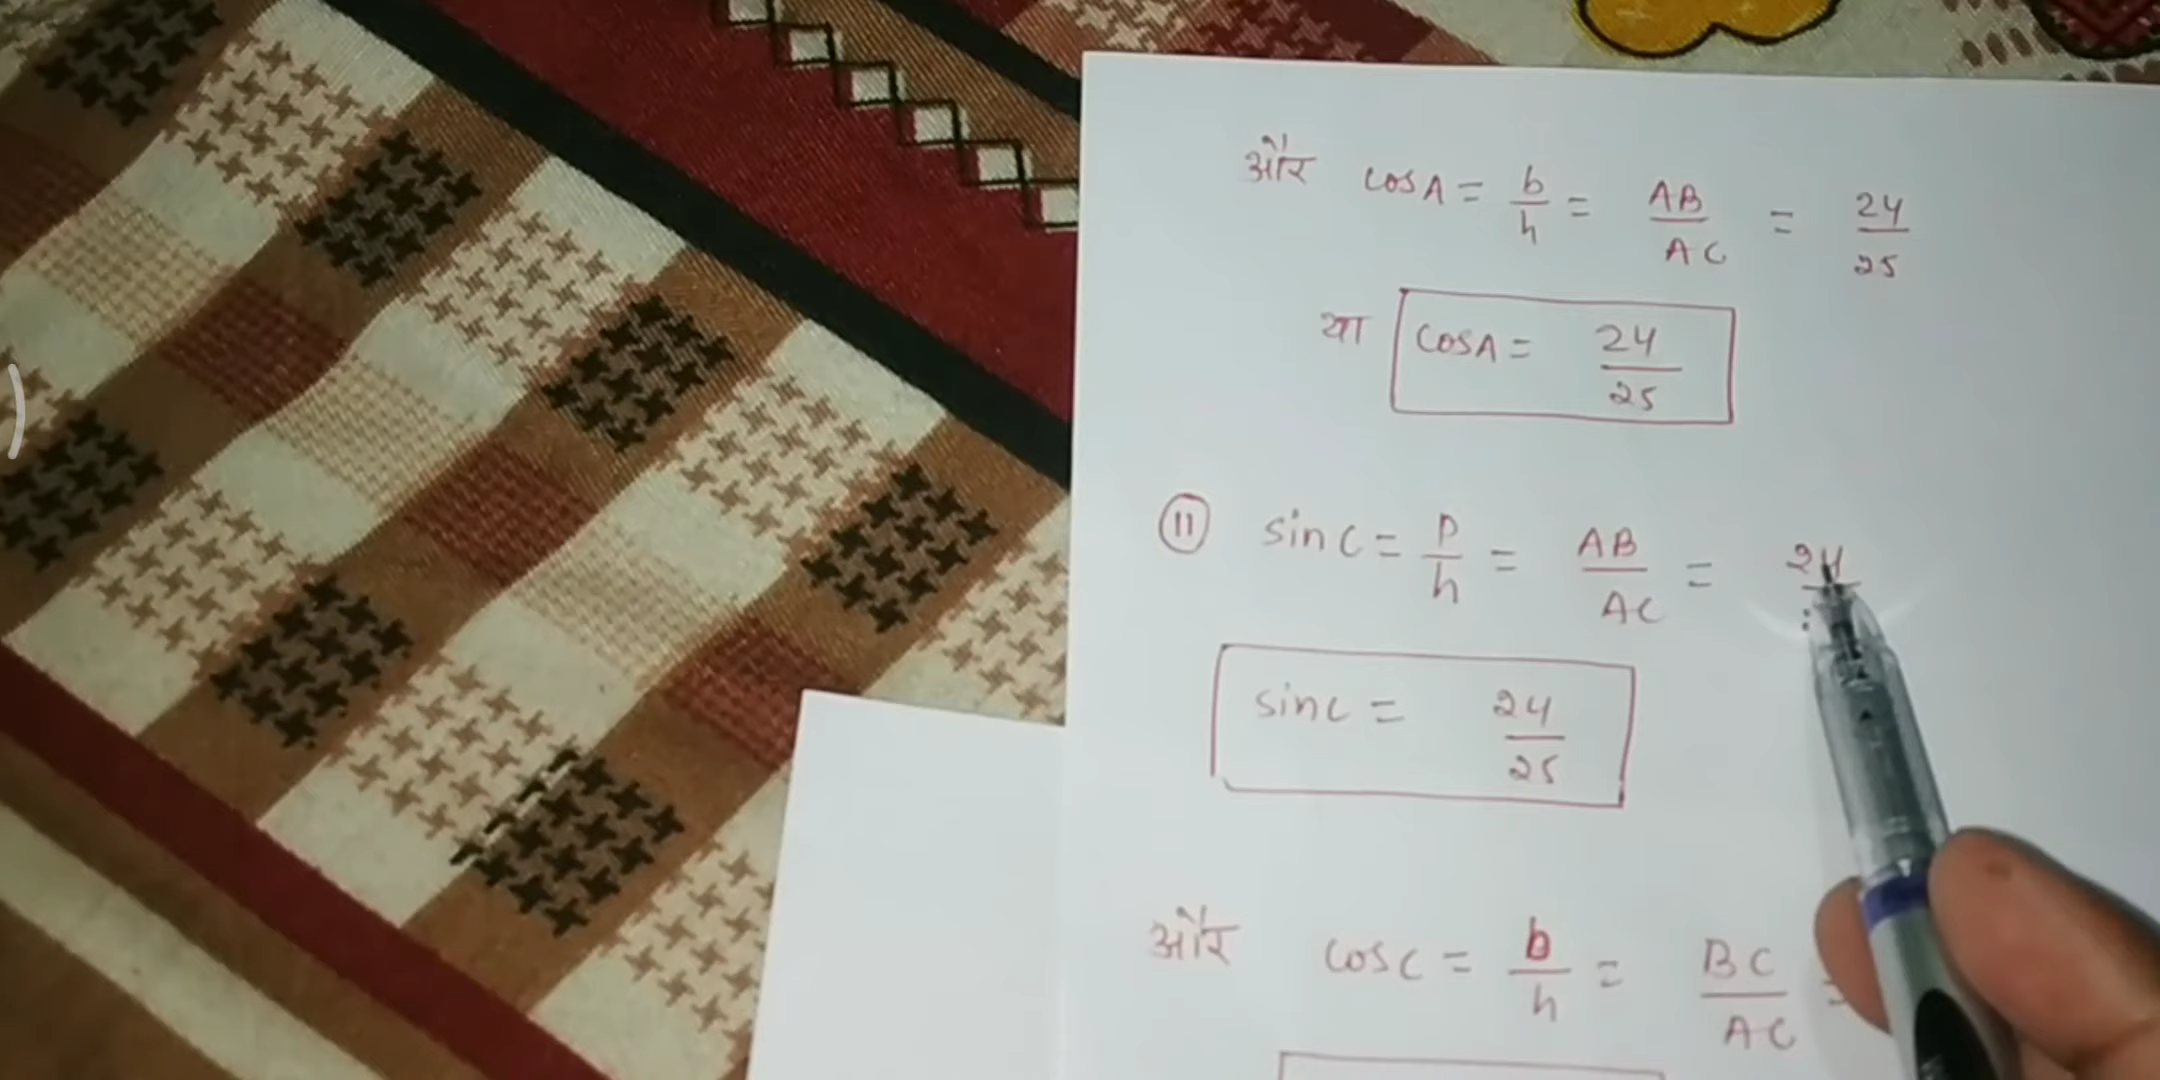 और cosA = b/h = AB/AC = 24/25
या cosA = 24/25
(11) sinC = P/h = AB/AC = 24
sinC = 24/25
और cosC = b/h = BC/AC =